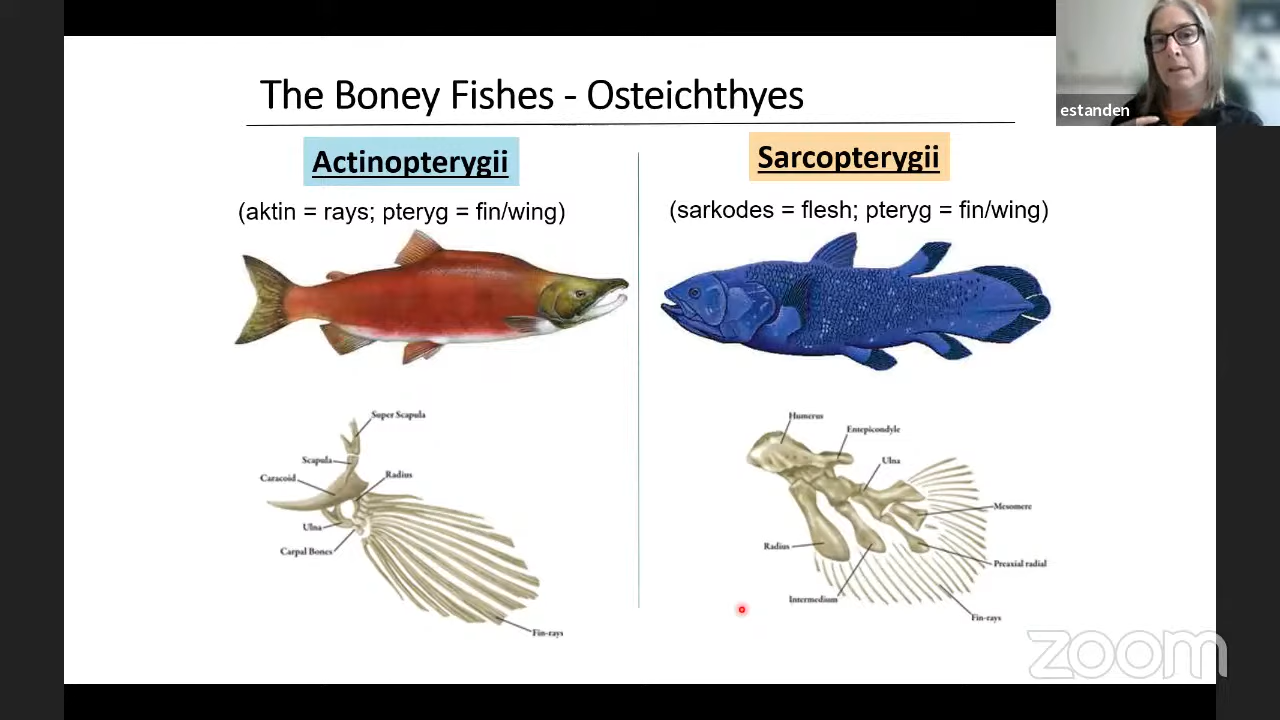 The Boney Fishes - Osteichthyes
estanden
Actinopterygii
(aktin = rays; pteryg = fin/wing)
Super Scapula
Scapula
Caracoid
Radius
Ulna
Carpal Bones
Fin-rays
Sarcopterygii
(sarkodes = flesh; pteryg = fin/wing)
Humerus
Entepicondyle
Ulna
Mesomere
Radius
Preaxial radial
Intermedium
Fin-rays
zoom